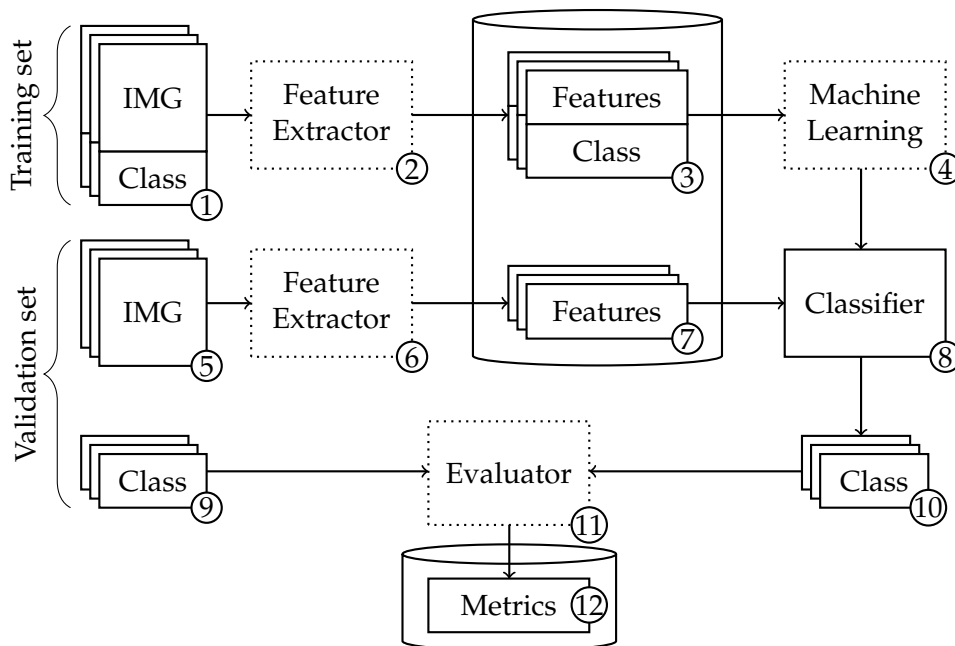 Training set
IMG
Class
1
Feature
Extractor
2
Features
Class
3
Machine
Learning
4
Validation set
IMG
5
Feature
Extractor
6
Features
7
Classifier
8
Class
9
Evaluator
11
Class
10
Metrics
12